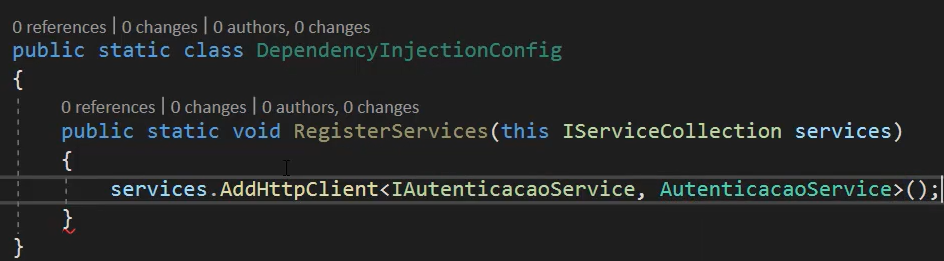 0 references | 0 changes | 0 authors, 0 changes
public static class DependencyInjectionConfig
{
0 references | 0 changes | 0 authors, 0 changes
public static void RegisterServices(this IServiceCollection services)
{
services.AddHttpClient<IAutenticacaoService, AutenticacaoService>();
}
}